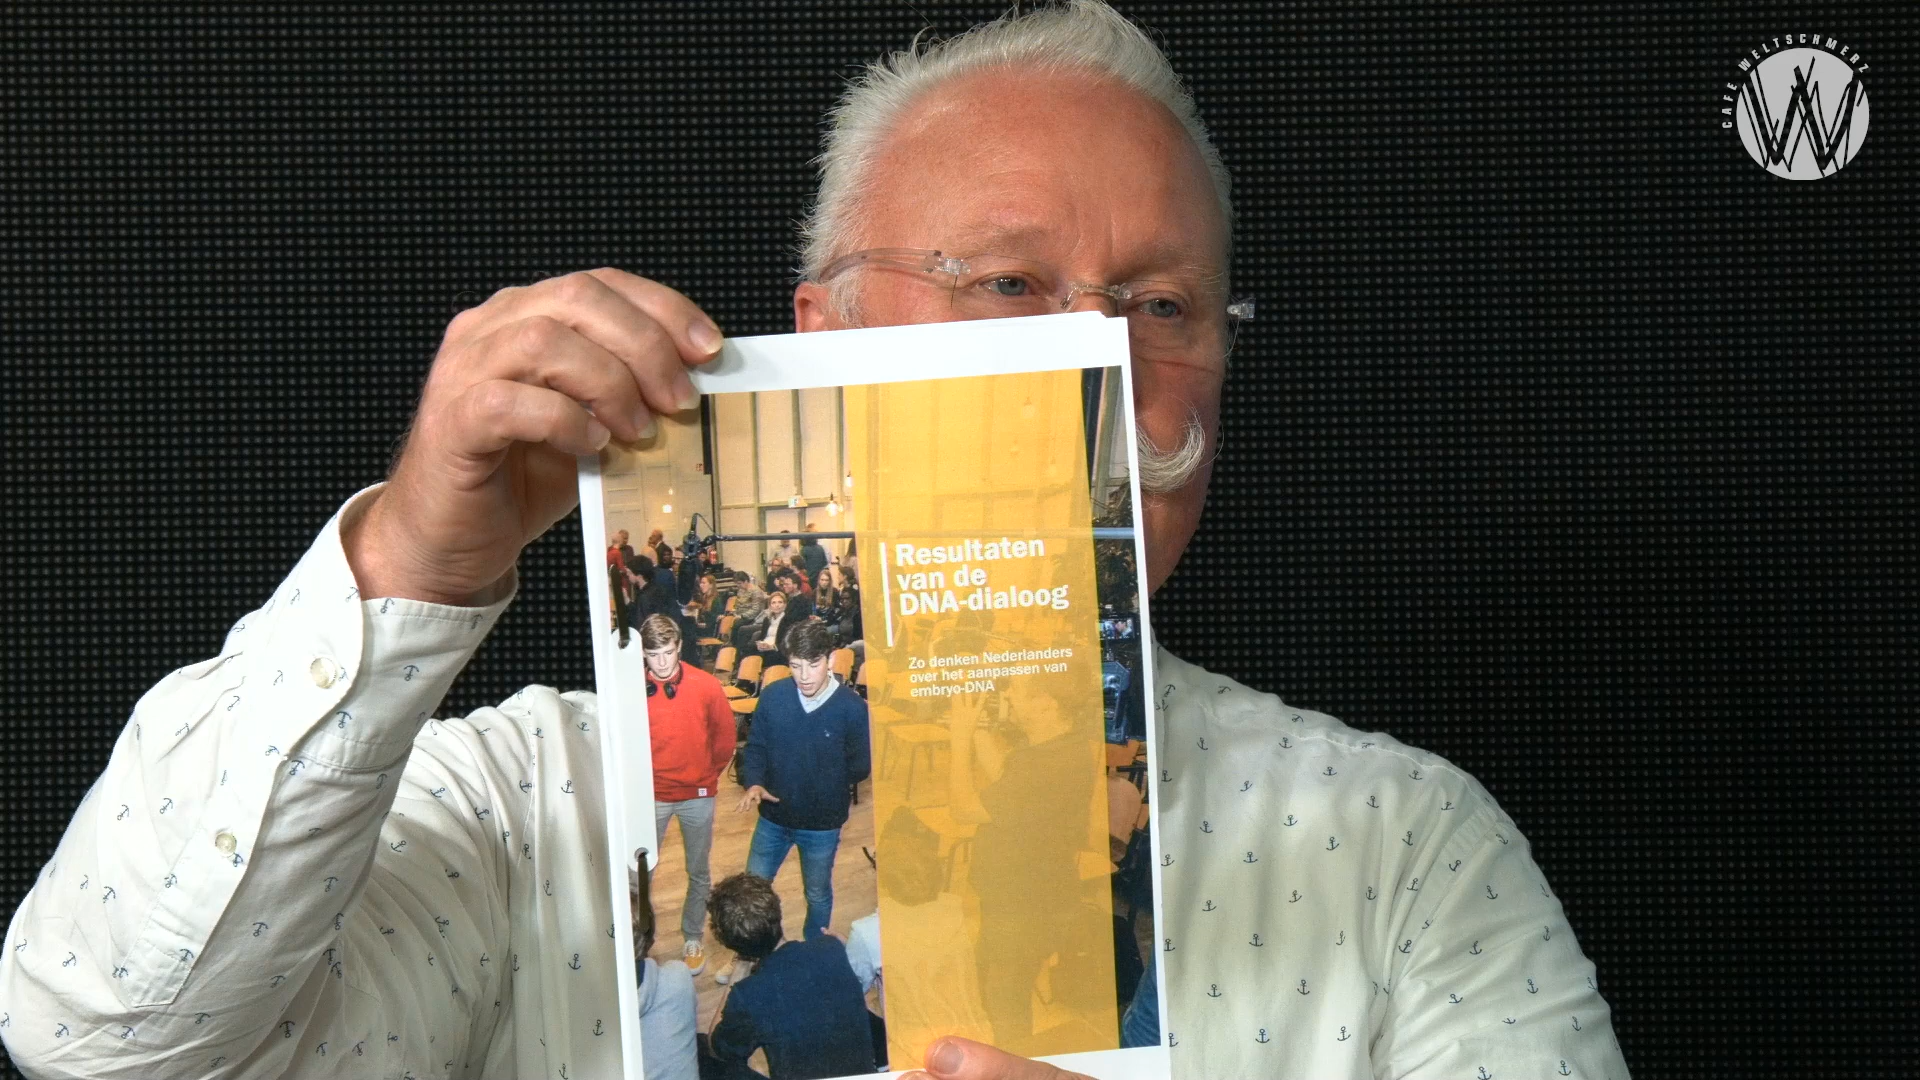 CAFE WELTSCHMERZ
Resultaten
van de
DNA-dialoog
Zo denken Nederlanders
over het aanpassen van
embryo-DNA